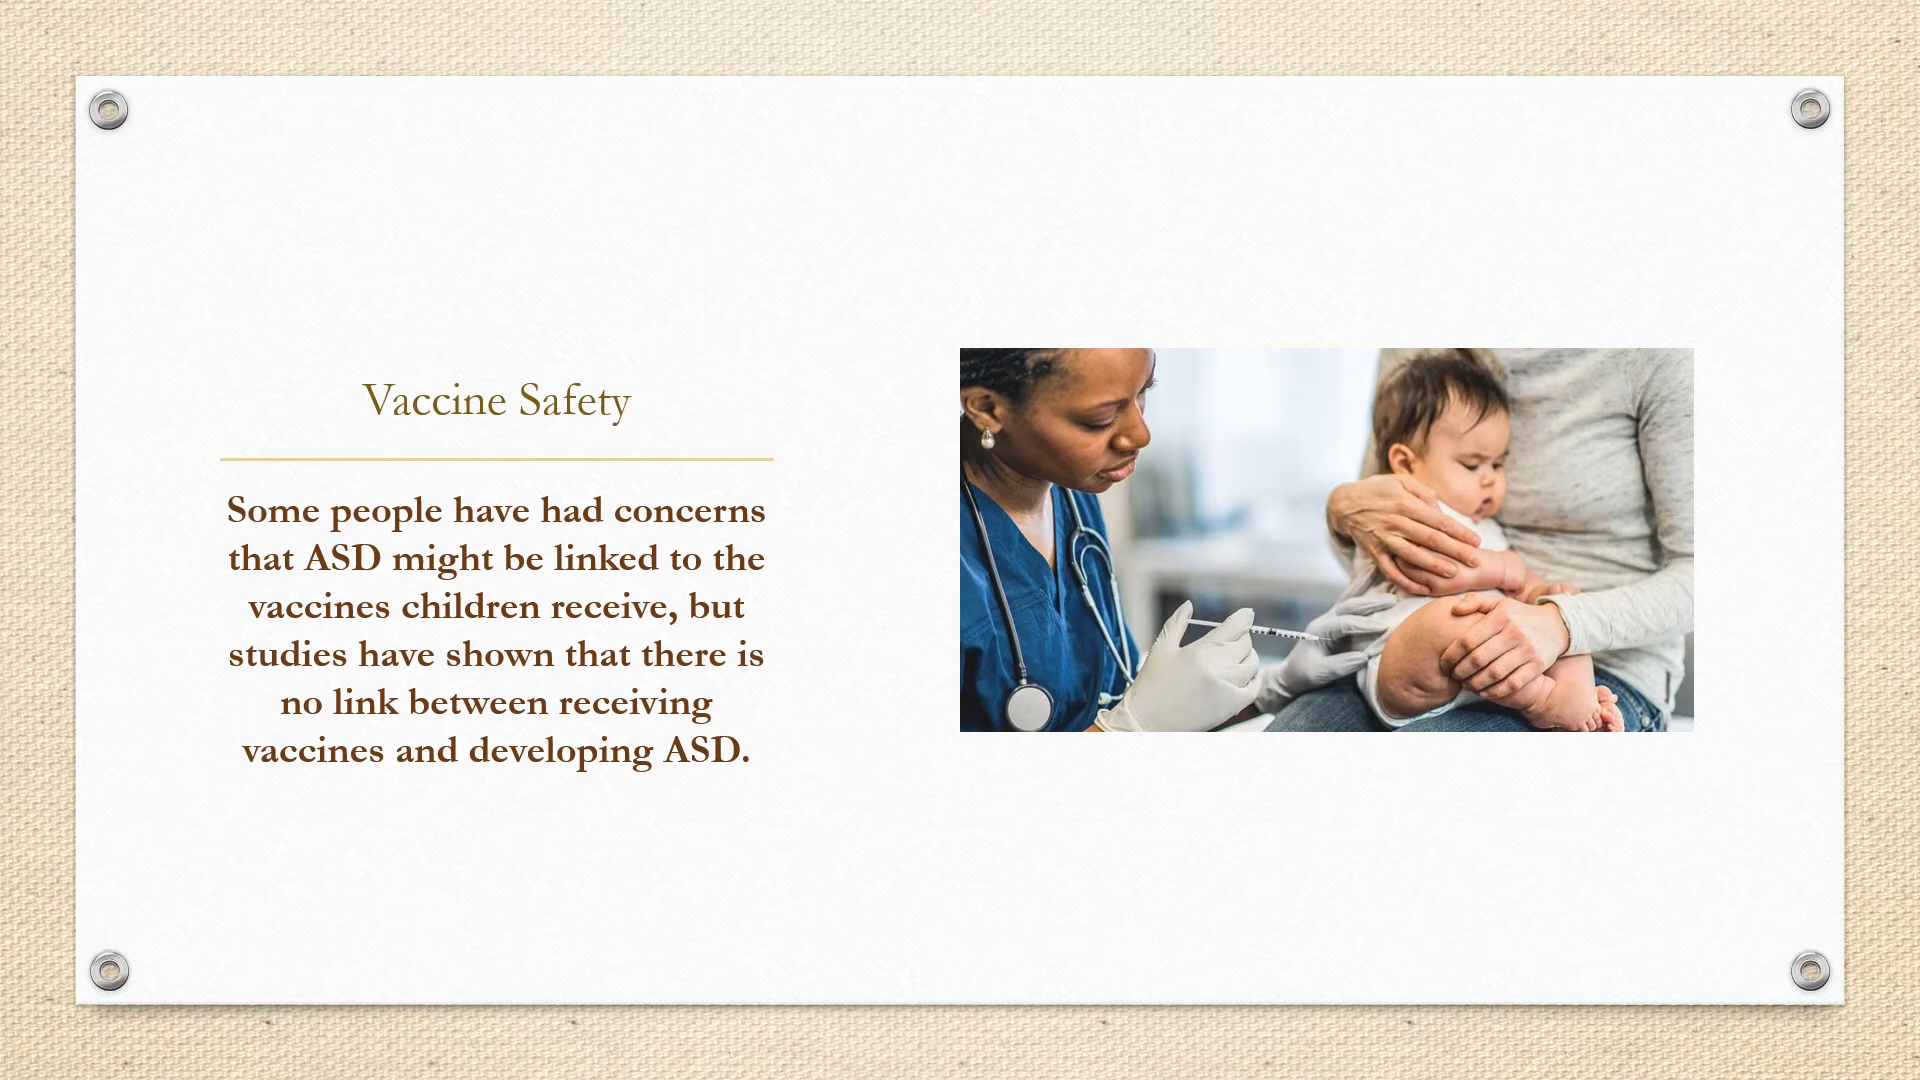 Vaccine Safety
Some people have had concerns
that ASD might be linked to the
vaccines children receive, but
studies have shown that there is
no link between receiving
vaccines and developing ASD.